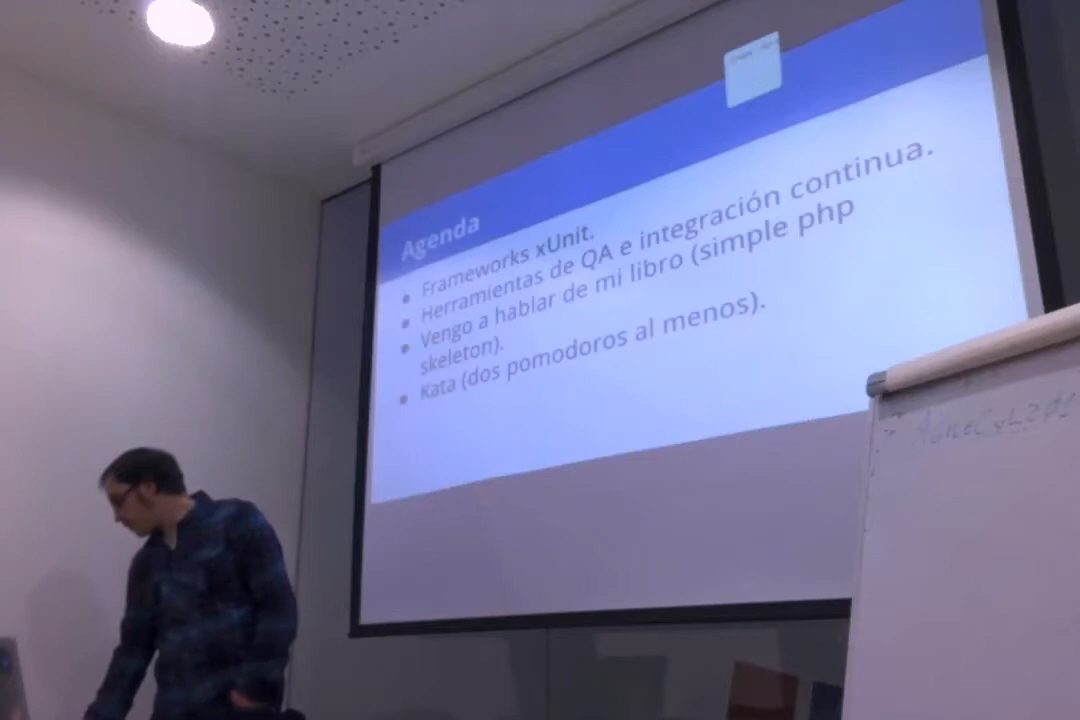 Agenda
● Frameworks xUnit.
● Herramientas de QA e integración continua.
● Vengo a hablar de mi libro (simple php
skeleton).
● Kata (dos pomodoros al menos).